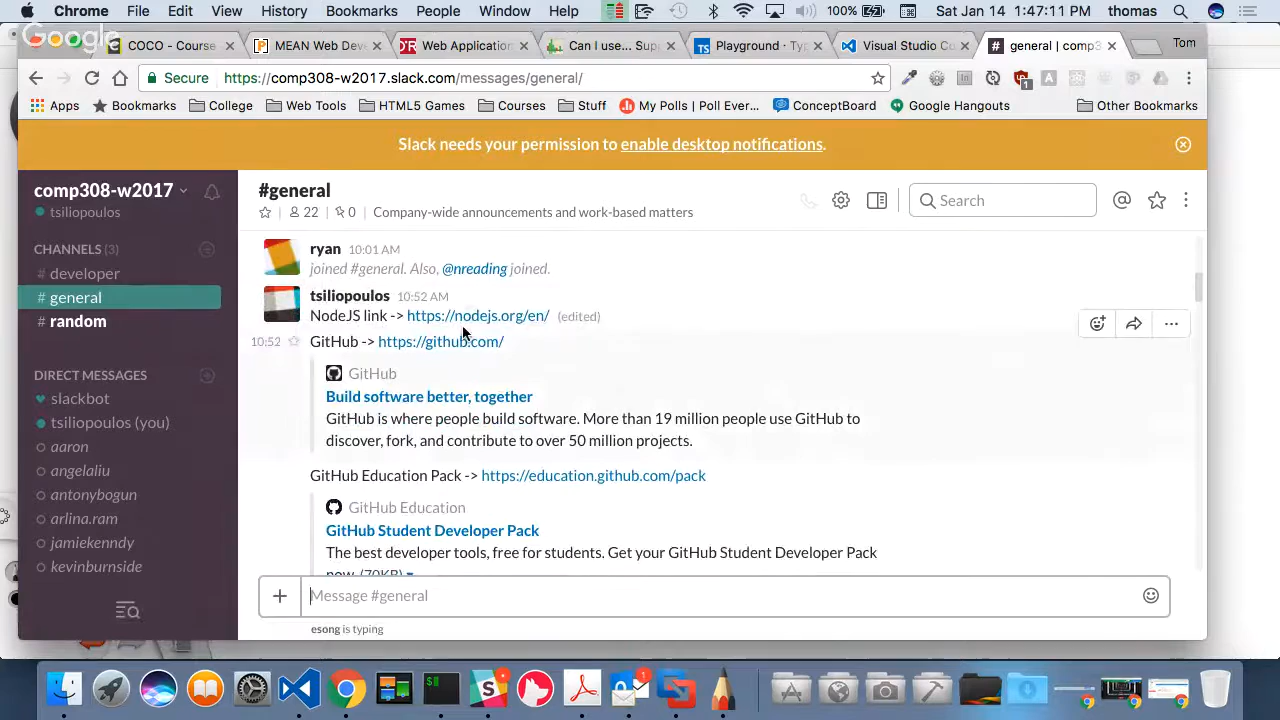 Chrome File Edit View History Bookmarks People Window Help 100% Sat Jan 14 1:47:11 PM thomas
Google
COCO - Course MEAN Web Dev Web Application Can I use... Sup Playground - Ty Visual Studio Co general | comp3 Tom
Secure https://comp308-w2017.slack.com/messages/general/
Apps Bookmarks College Web Tools HTML5 Games Courses Stuff My Polls | Poll Ever... ConceptBoard Google Hangouts Other Bookmarks
Slack needs your permission to enable desktop notifications.
comp308-w2017
tsiliopoulos
CHANNELS (3)
# developer
# general
# random
DIRECT MESSAGES
slackbot
tsiliopoulos (you)
aaron
angelaliu
antonybogun
arlina.ram
jamiekenndy
kevinburnside
#general
22 0 Company-wide announcements and work-based matters
Search
ryan 10:01 AM
joined #general. Also, @nreading joined.
tsiliopoulos 10:52 AM
NodeJS link -> https://nodejs.org/en/ (edited)
10:52 GitHub -> https://github.com/
GitHub
Build software better, together
GitHub is where people build software. More than 19 million people use GitHub to
discover, fork, and contribute to over 50 million projects.
GitHub Education Pack -> https://education.github.com/pack
GitHub Education
GitHub Student Developer Pack
The best developer tools, free for students. Get your GitHub Student Developer Pack
now. (70KB)
Message #general
esong is typing